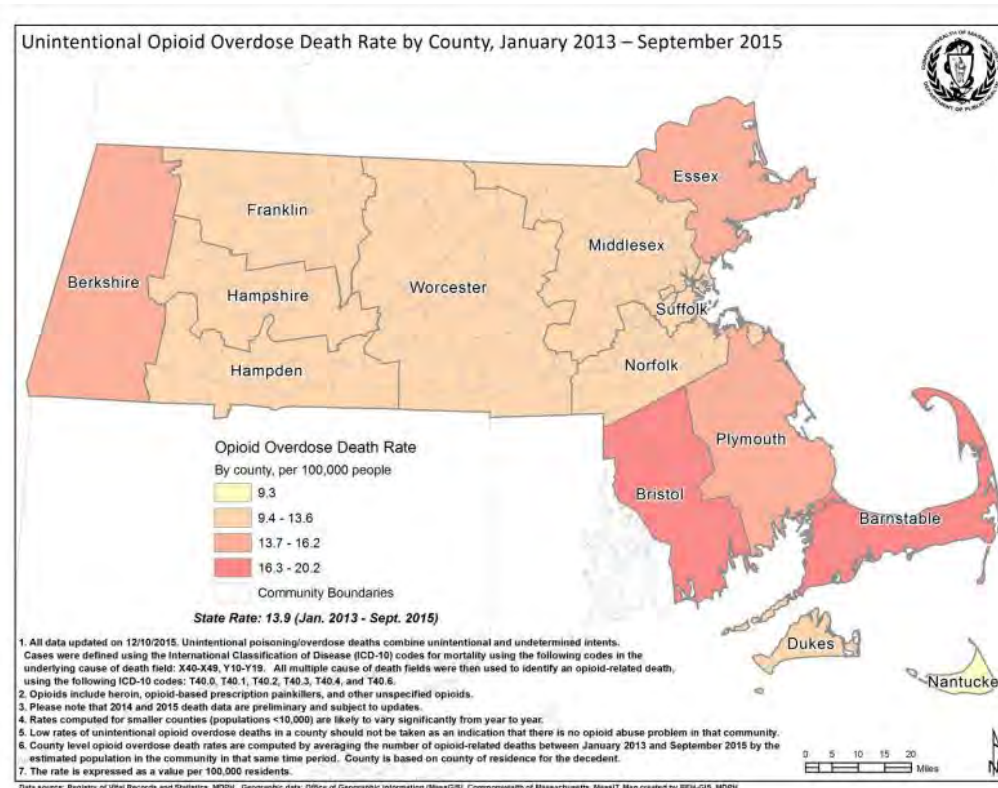 Unintentional Opioid Overdose Death Rate by County, January 2013 – September 2015
Essex
Franklin
Middlesex
Berkshire
Hampshire
Worcester
Suffolk
Norfolk
Hampden
Plymouth
Bristol
Barnstable
Dukes
Nantucke
Opioid Overdose Death Rate
By county, per 100,000 people
9.3
9.4 - 13.6
13.7 - 16.2
16.3 - 20.2
Community Boundaries
State Rate: 13.9 (Jan. 2013 - Sept. 2015)
1. All data updated on 12/10/2015. Unintentional poisoning/overdose deaths combine unintentional and undetermined intents.
Cases were defined using the International Classification of Disease (ICD-10) codes for mortality using the following codes in the
underlying cause of death field: X40-X49, Y10-Y19. All multiple cause of death fields were then used to identify an opioid-related death,
using the following ICD-10 codes: T40.0, T40.1, T40.2, T40.3, T40.4, and T40.6.
2. Opioids include heroin, opioid-based prescription painkillers, and other unspecified opioids.
3. Please note that 2014 and 2015 death data are preliminary and subject to updates.
4. Rates computed for smaller counties (populations <10,000) are likely to vary significantly from year to year.
5. Low rates of unintentional opioid overdose deaths in a county should not be taken as an indication that there is no opioid abuse problem in that community.
6. County level opioid overdose death rates are computed by averaging the number of opioid-related deaths between January 2013 and September 2015 by the
estimated population in the community in that same time period. County is based on county of residence for the decedent.
7. The rate is expressed as a value per 100,000 residents.
0 5 10 15 20
Miles
N